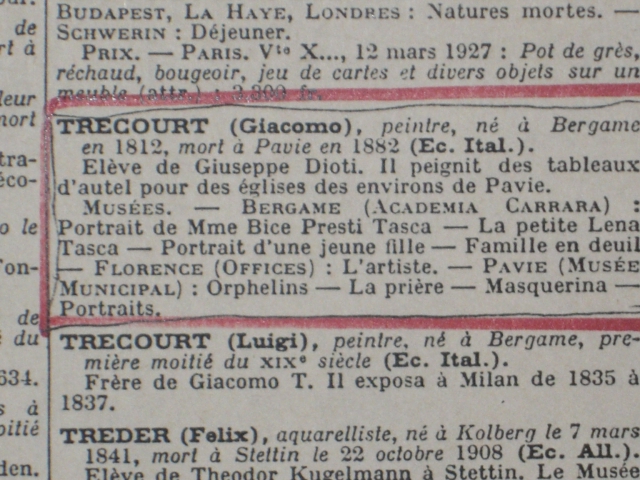 BUDAPEST, LA HAYE, LONDRES : Natures mortes. —
SCHWERIN : Déjeuner.
PRIX. — PARIS. Vte X..., 12 mars 1927 : Pot de grès,
réchaud, bougeoir, jeu de cartes et divers objets sur un
meuble (attr.) : 3.800 fr.
TRECOURT (Giacomo), peintre, né à Bergame
en 1812, mort à Pavie en 1882 (Ec. Ital.).
Elève de Giuseppe Dioti. Il peignit des tableaux
d'autel pour des églises des environs de Pavie.
MUSÉES. — BERGAME (ACADEMIA CARRARA) :
Portrait de Mme Bice Presti Tasca — La petite Lena
Tasca — Portrait d'une jeune fille — Famille en deuil
— FLORENCE (OFFICES) : L'artiste. — PAVIE (MUSÉE
MUNICIPAL) : Orphelins — La prière — Masquerina —
Portraits.
TRECOURT (Luigi), peintre, né à Bergame, pre-
mière moitié du XIXe siècle (Ec. Ital.).
Frère de Giacomo T. Il exposa à Milan de 1835 à
1837.
TREDER (Felix), aquarelliste, né à Kolberg le 7 mars
1841, mort à Stettin le 22 octobre 1908 (Ec. All.).
Elève de Theodor Kugelmann à Stettin. Le Musée